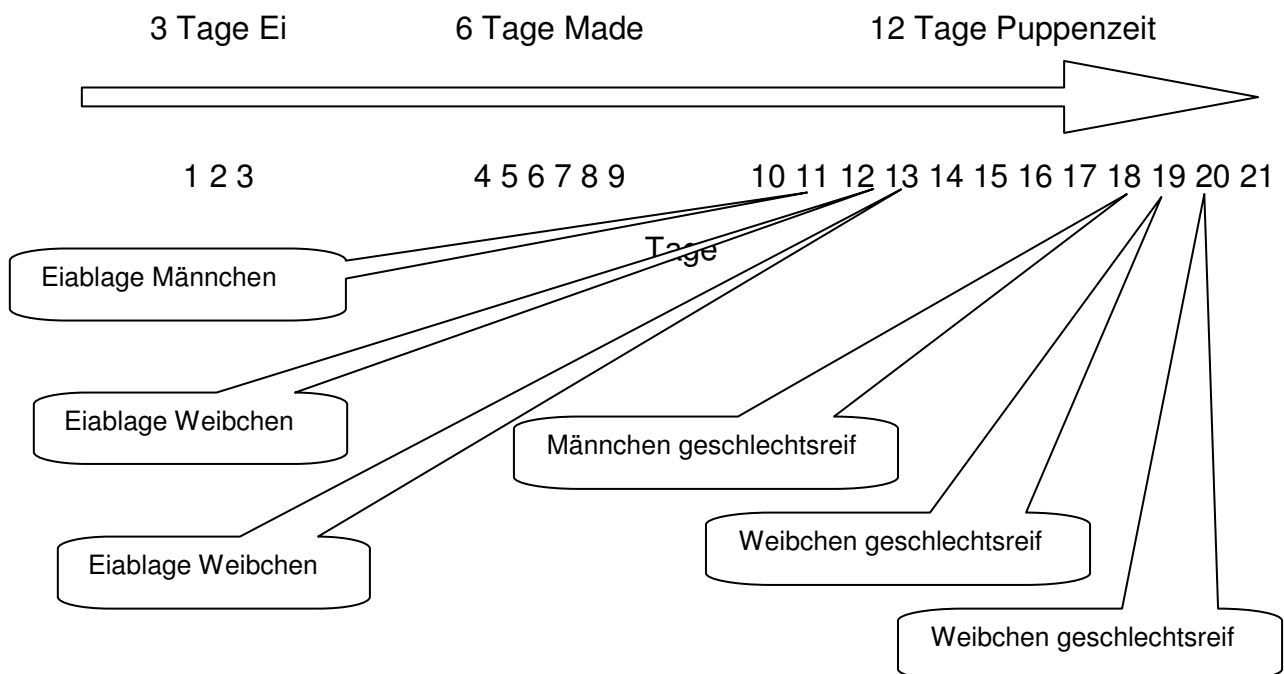 3 Tage Ei 6 Tage Made 12 Tage Puppenzeit
1 2 3 4 5 6 7 8 9 10 11 12 13 14 15 16 17 18 19 20 21
Tage
Eiablage Männchen
Eiablage Weibchen
Männchen geschlechtsreif
Weibchen geschlechtsreif
Eiablage Weibchen
Weibchen geschlechtsreif